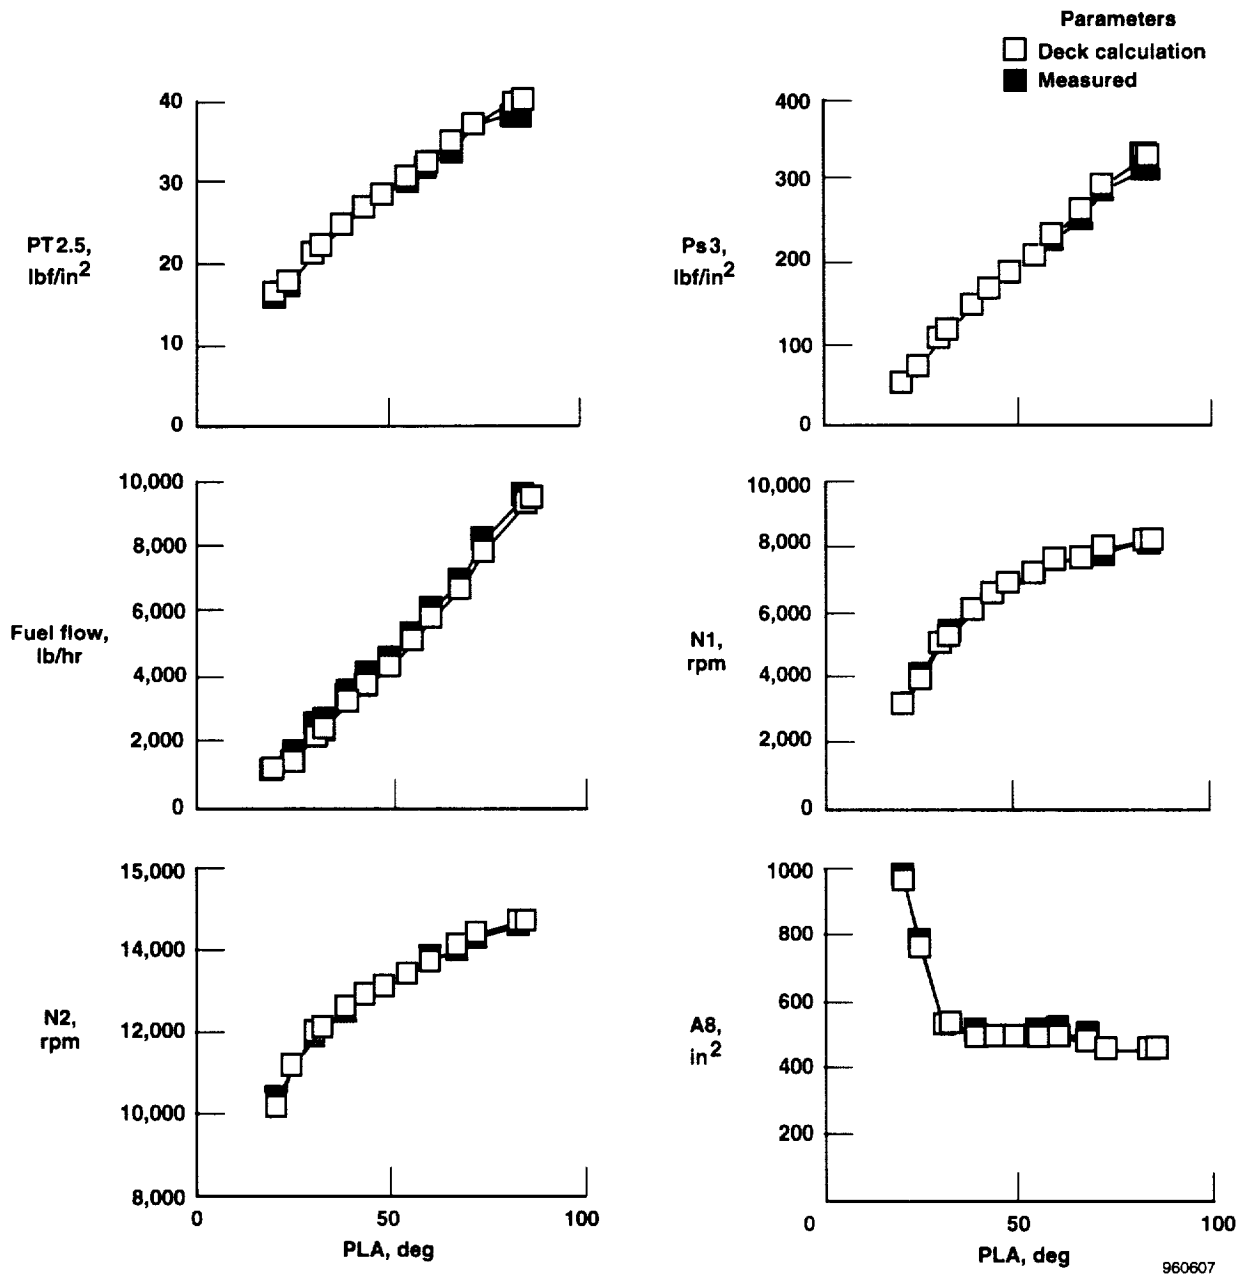 Parameters
Deck calculation
Measured
40
30
20
10
0
PT2.5,
lbf/in2
400
300
200
100
0
Ps3,
lbf/in2
10,000
8,000
6,000
4,000
2,000
0
Fuel flow,
lb/hr
10,000
8,000
6,000
4,000
2,000
0
N1,
rpm
15,000
14,000
12,000
10,000
8,000
N2,
rpm
0
50
100
PLA, deg
1000
800
600
400
200
A8,
in2
0
50
100
PLA, deg
960607